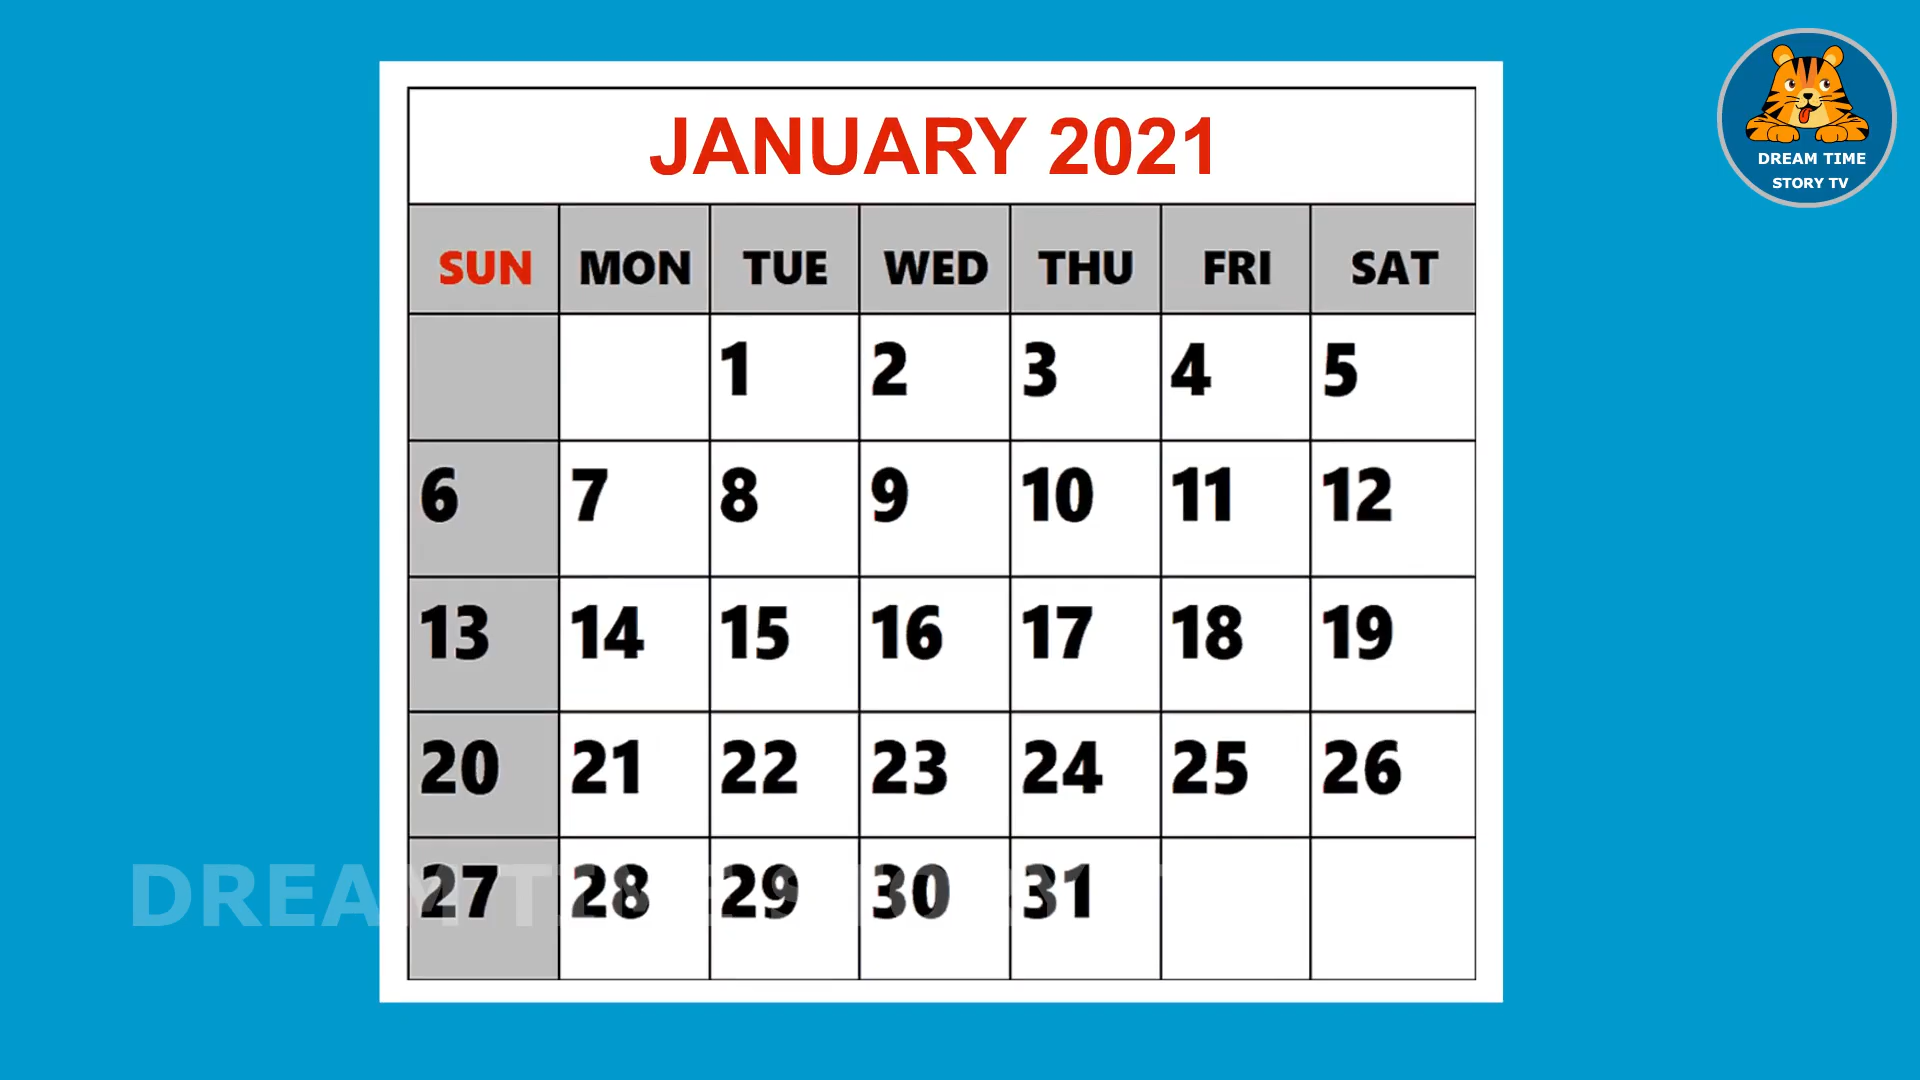 JANUARY 2021
DREAM TIME
STORY TV
SUN MON TUE WED THU FRI SAT
1 2 3 4 5
6 7 8 9 10 11 12
13 14 15 16 17 18 19
20 21 22 23 24 25 26
27 28 29 30 31
DREAM TIME